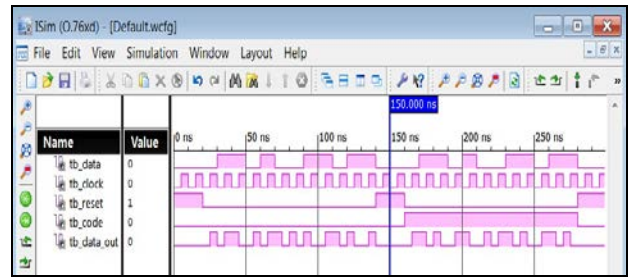 ISim (O.76xd) - [Default.wcfg]
File Edit View Simulation Window Layout Help
150.000 ns
Name Value
0 ns 50 ns 100 ns 150 ns 200 ns 250 ns
tb_data 0
tb_clock 0
tb_reset 1
tb_code 0
tb_data_out 0